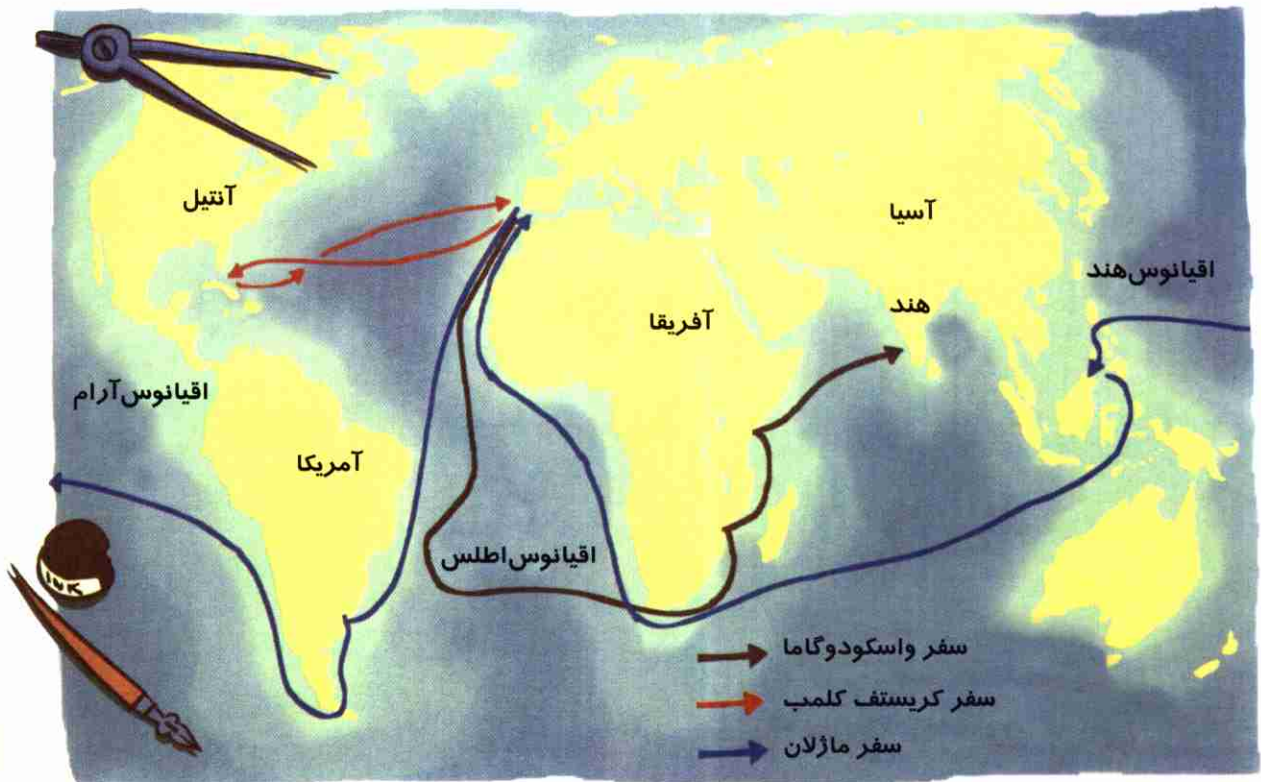 آنتیل
آسیا
اقیانوس هند
هند
آفریقا
اقیانوس آرام
آمریکا
اقیانوس اطلس
INK
سفر واسکودوگاما
سفر کریستف کلمب
سفر ماژلان